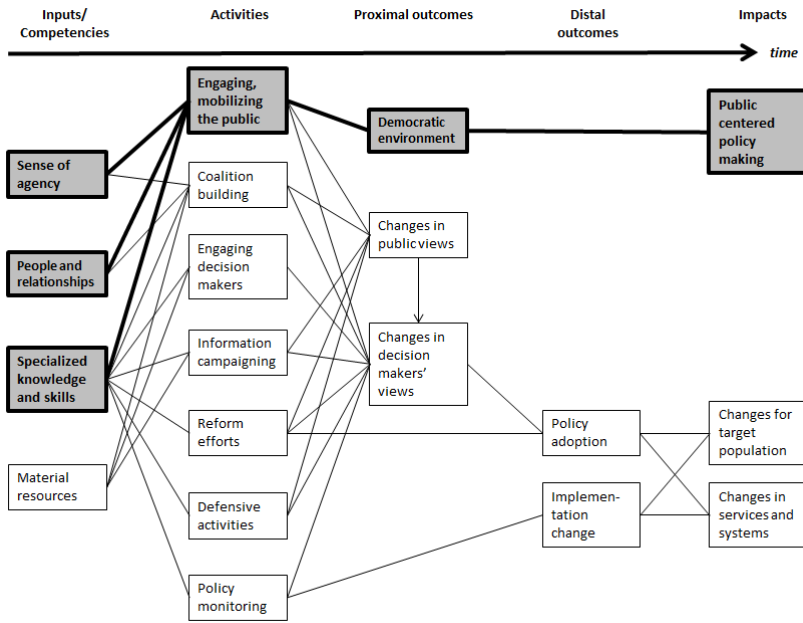 Inputs/
Competencies
Activities
Proximal outcomes
Distal
outcomes
Impacts
time
Engaging,
mobilizing
the public
Democratic
environment
Public
centered
policy
making
Sense of
agency
Coalition
building
Changes in
public views
People and
relationships
Engaging
decision
makers
Information
campaigning
Changes in
decision
makers'
views
Specialized
knowledge
and skills
Reform
efforts
Policy
adoption
Changes for
target
population
Material
resources
Defensive
activities
Implemen-
tation
change
Changes in
services and
systems
Policy
monitoring